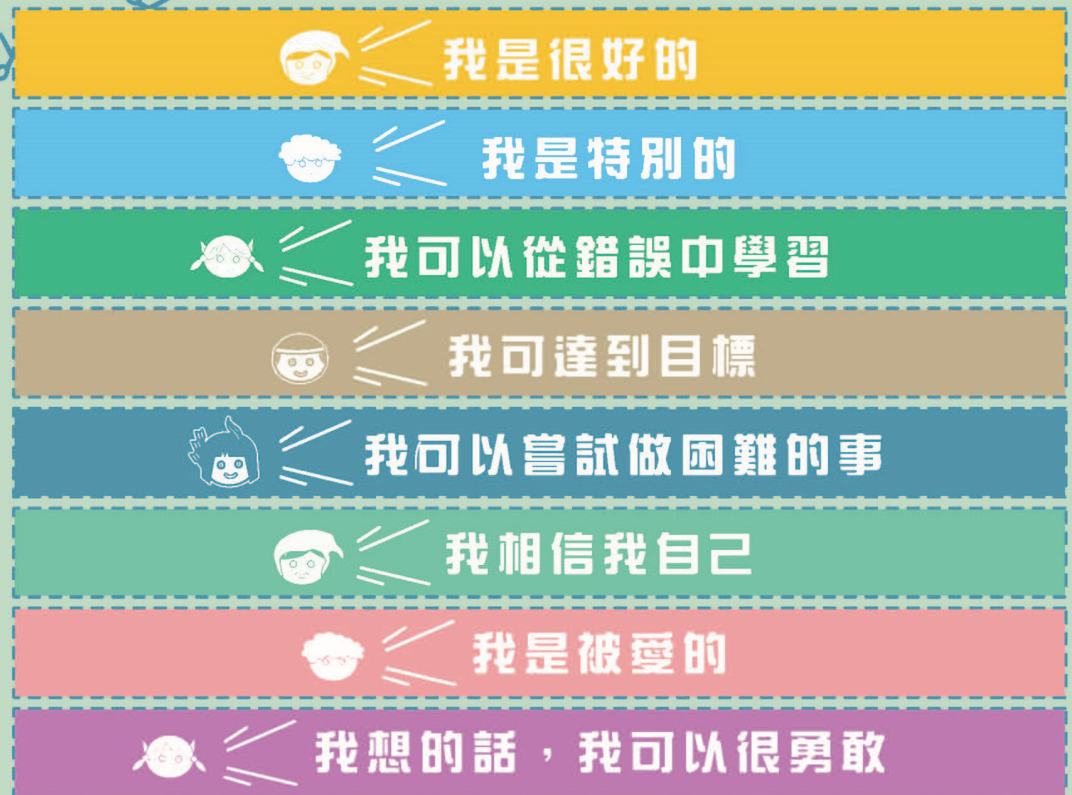 我是很好的
我是特別的
我可以從錯誤中學習
我可達到目標
我可以嘗試做困難的事
我相信我自己
我是被愛的
我想的話，我可以很勇敢